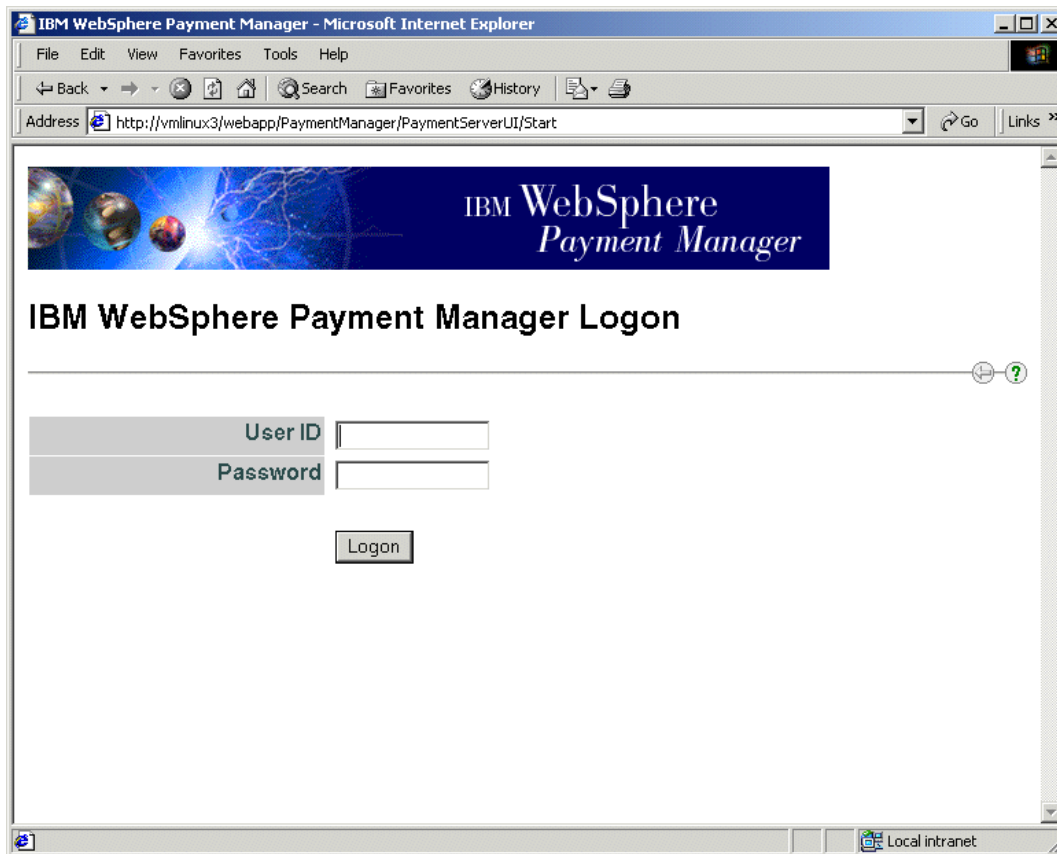 IBM WebSphere Payment Manager - Microsoft Internet Explorer
File Edit View Favorites Tools Help
Back Search Favorites History
Address http://vmlinux3/webapp/PaymentManager/PaymentServerUI/Start Go Links »
IBM WebSphere
Payment Manager
IBM WebSphere Payment Manager Logon
?
User ID
Password
Logon
Local intranet